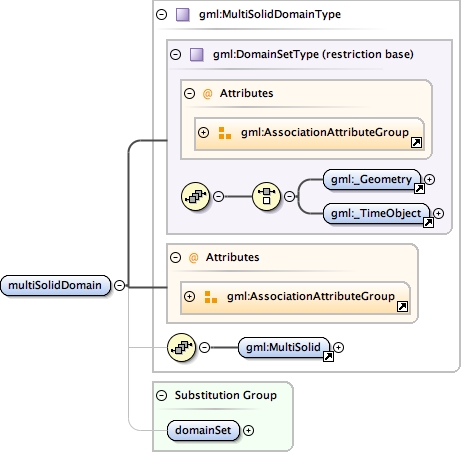 gml:MultiSolidDomainType
gml:DomainSetType (restriction base)
@ Attributes
gml:AssociationAttributeGroup
gml:_Geometry
gml:_TimeObject
@ Attributes
multiSolidDomain
gml:AssociationAttributeGroup
gml:MultiSolid
Substitution Group
domainSet